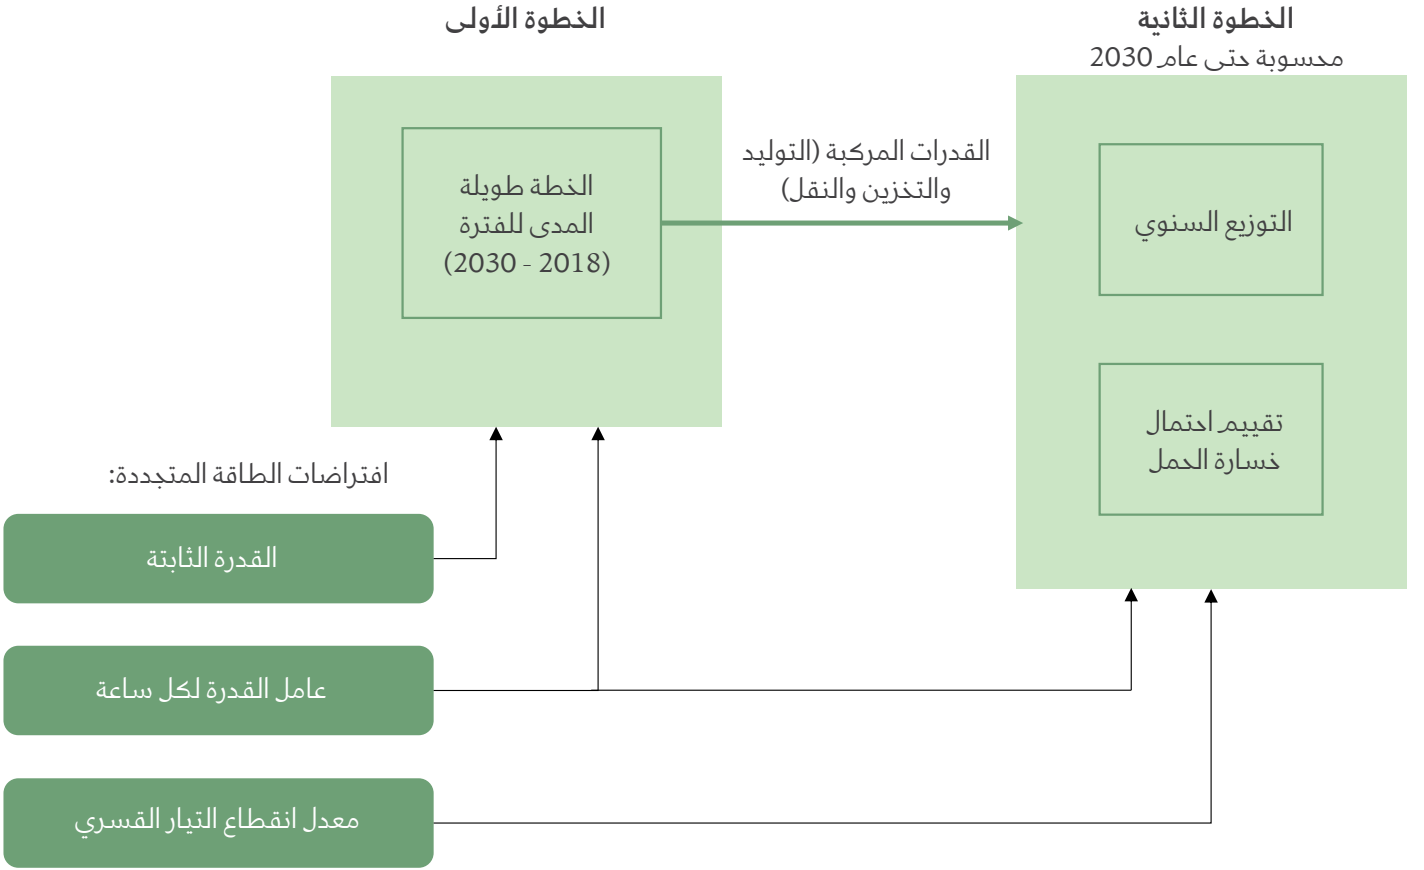 الخطوة الأولى
الخطة طويلة
المدى للفترة
(2018 - 2030)
القدرات المركبة (التوليد
والتخزين والنقل)
الخطوة الثانية
محسوبة حتى عام 2030
التوزيع السنوي
تقييم احتمال
خسارة الحمل
افتراضات الطاقة المتجددة:
القدرة الثابتة
عامل القدرة لكل ساعة
معدل انقطاع التيار القسري